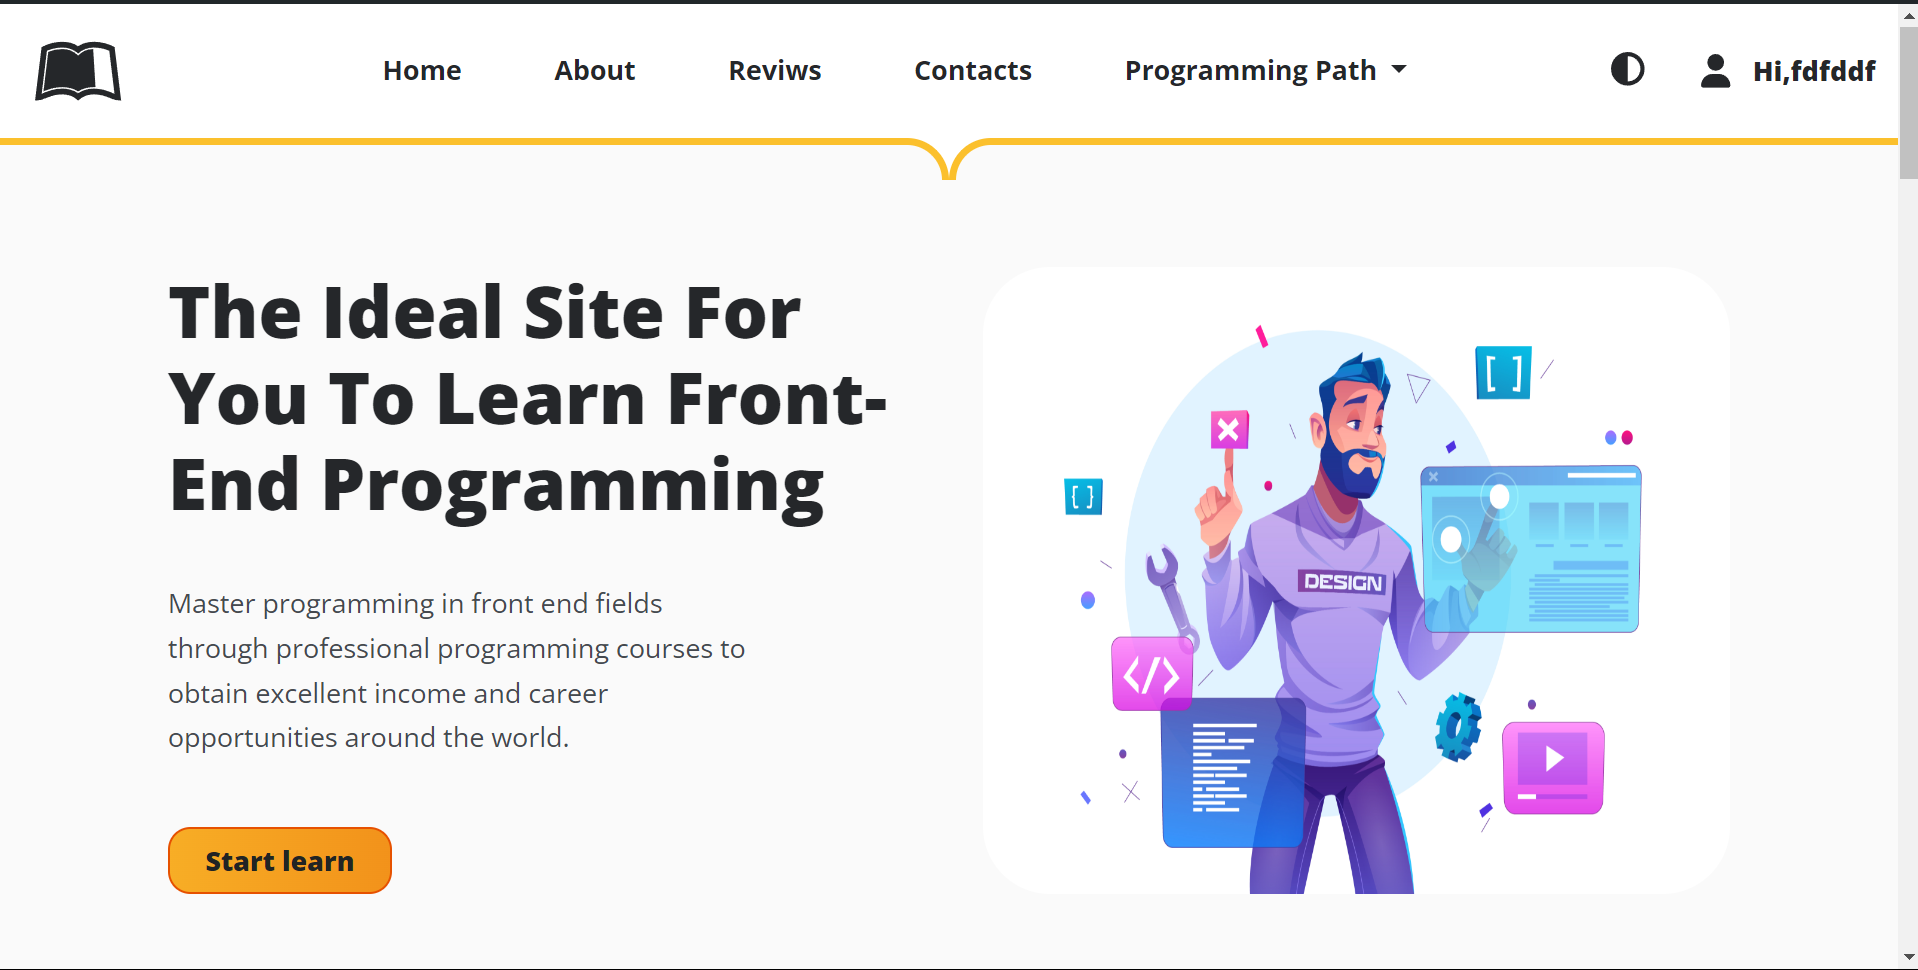 Home About Reviws Contacts Programming Path Hi,fdfddf
The Ideal Site For
You To Learn Front-
End Programming
Master programming in front end fields
through professional programming courses to
obtain excellent income and career
opportunities around the world.
Start learn
[ ]
{ }
DESIGN
</>